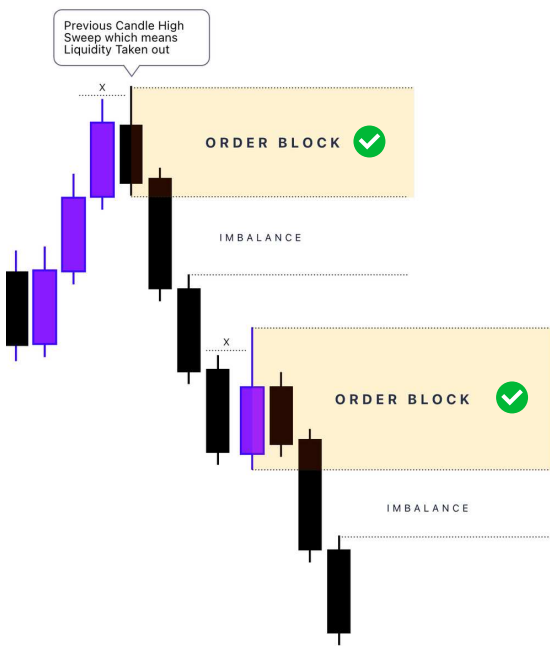 Previous Candle High
Sweep which means
Liquidity Taken out
X
ORDER BLOCK
IMBALANCE
X
ORDER BLOCK
IMBALANCE